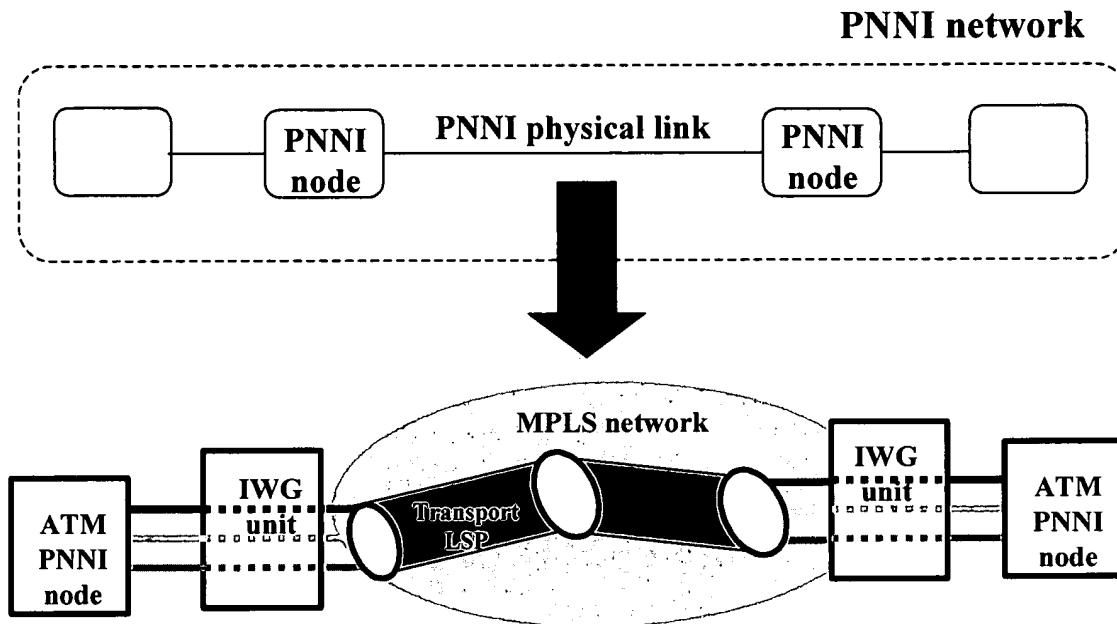 PNNI network
PNNI
node
PNNI physical link
PNNI
node
MPLS network
ATM
PNNI
node
IWG
unit
Transport
LSP
IWG
unit
ATM
PNNI
node